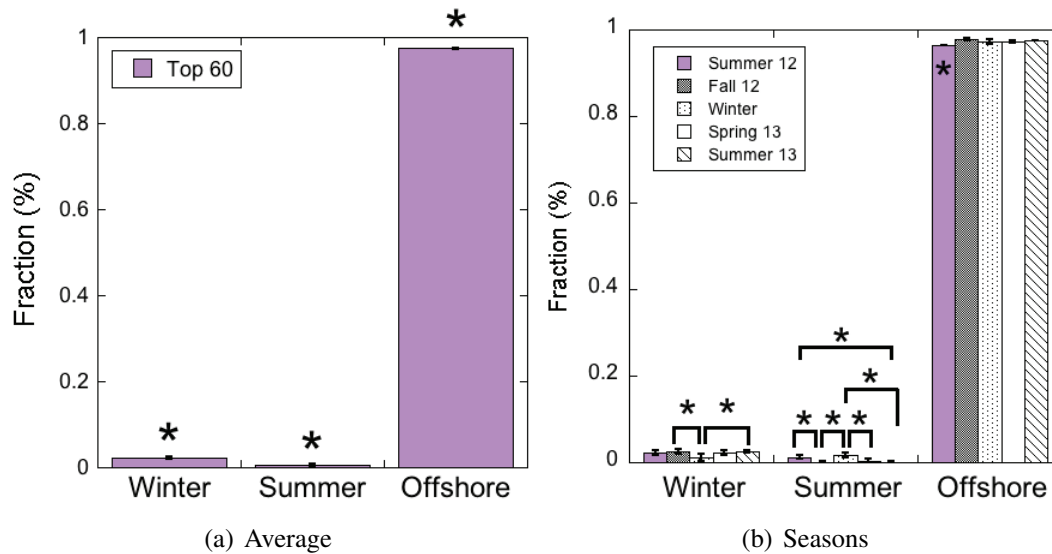 *
1
Top 60
0.8
0.6
0.4
0.2
*
*
0
Fraction (%)
Winter Summer Offshore
(a) Average
1
Summer 12
Fall 12
Winter
Spring 13
Summer 13
*
0.8
0.6
0.4
*
0.2
*
* *
* * *
0
Fraction (%)
Winter Summer Offshore
(b) Seasons